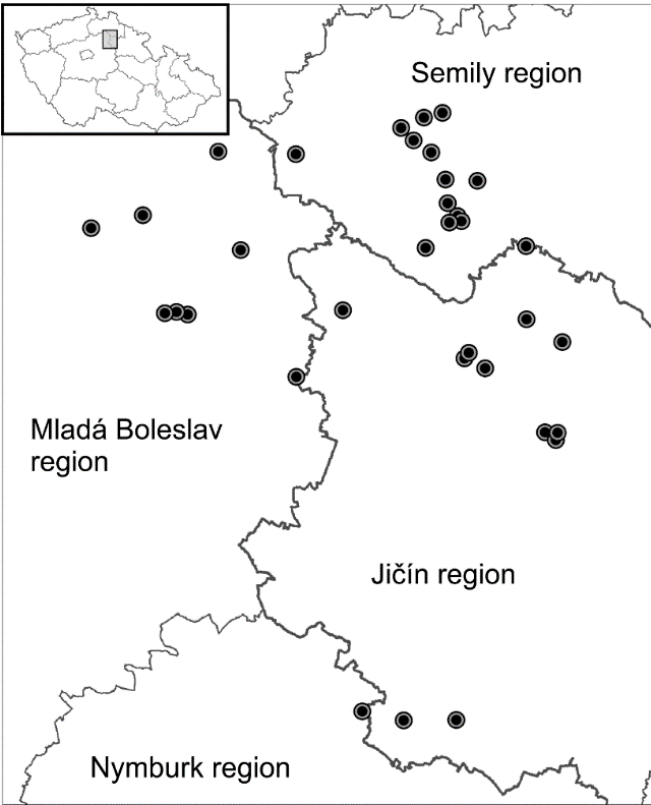 Semily region
Mladá Boleslav
region
Jičín region
Nymburk region